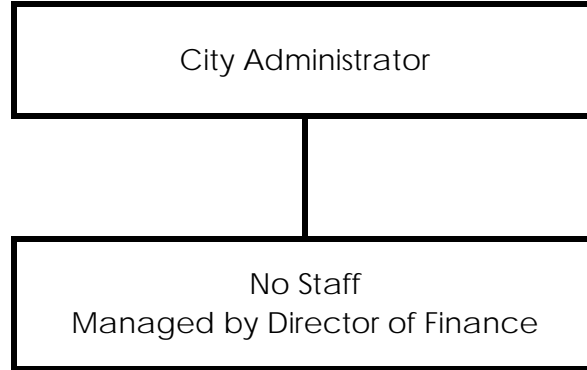 City Administrator
No Staff
Managed by Director of Finance